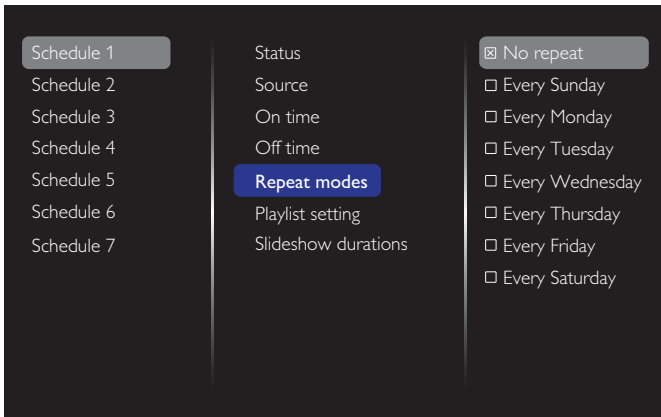 Schedule 1
Schedule 2
Schedule 3
Schedule 4
Schedule 5
Schedule 6
Schedule 7
Status
Source
On time
Off time
Repeat modes
Playlist setting
Slideshow durations
No repeat
Every Sunday
Every Monday
Every Tuesday
Every Wednesday
Every Thursday
Every Friday
Every Saturday